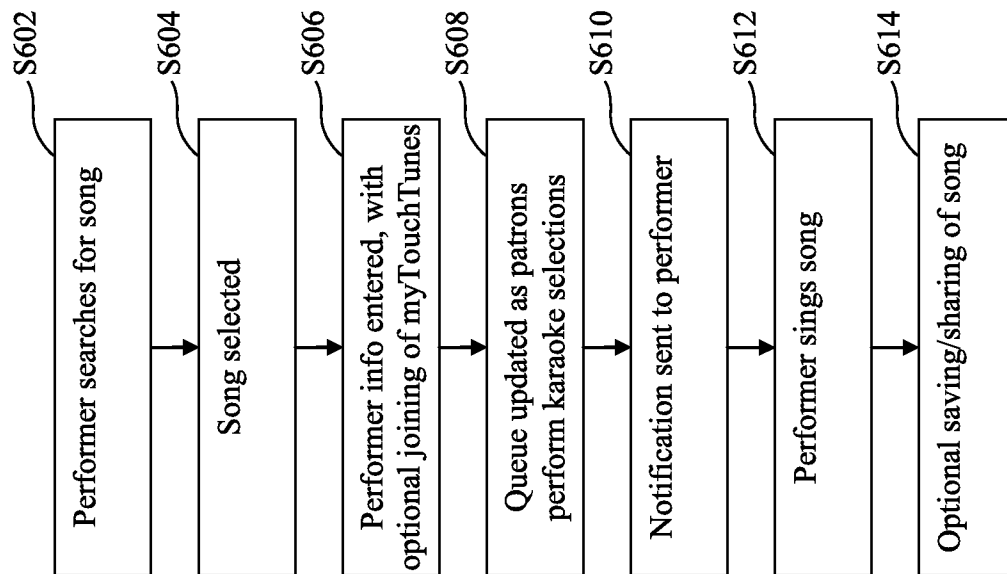 S602
Performer searches for song
S604
Song selected
S606
Performer info entered, with
optional joining of myTouchTunes
S608
Queue updated as patrons
perform karaoke selections
S610
Notification sent to performer
S612
Performer sings song
S614
Optional saving/sharing of song